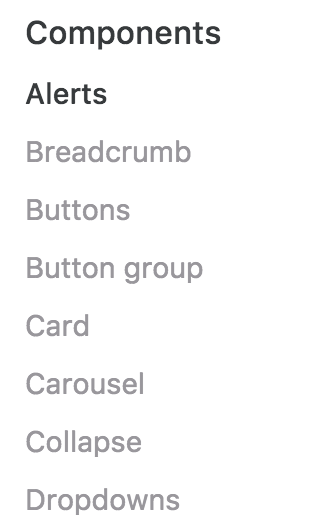 Components
Alerts
Breadcrumb
Buttons
Button group
Card
Carousel
Collapse
Dropdowns